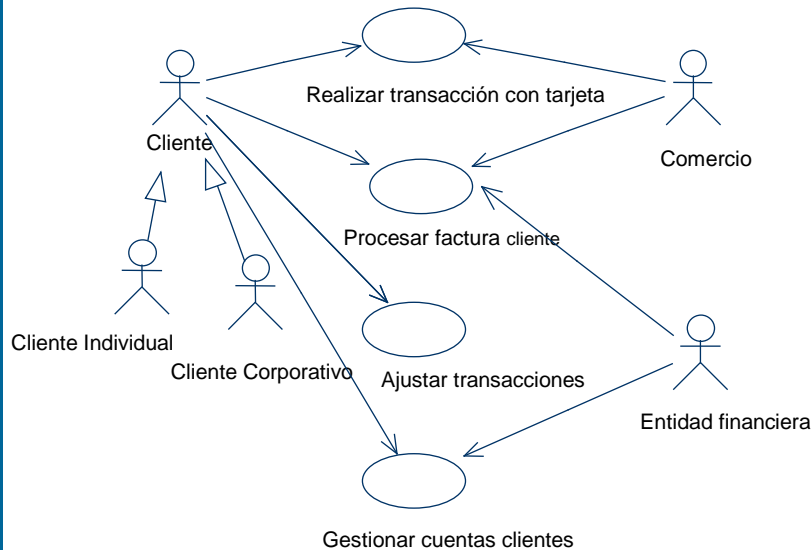 Realizar transacción con tarjeta
Cliente
Comercio
Procesar factura cliente
Cliente Individual
Cliente Corporativo
Ajustar transacciones
Entidad financiera
Gestionar cuentas clientes